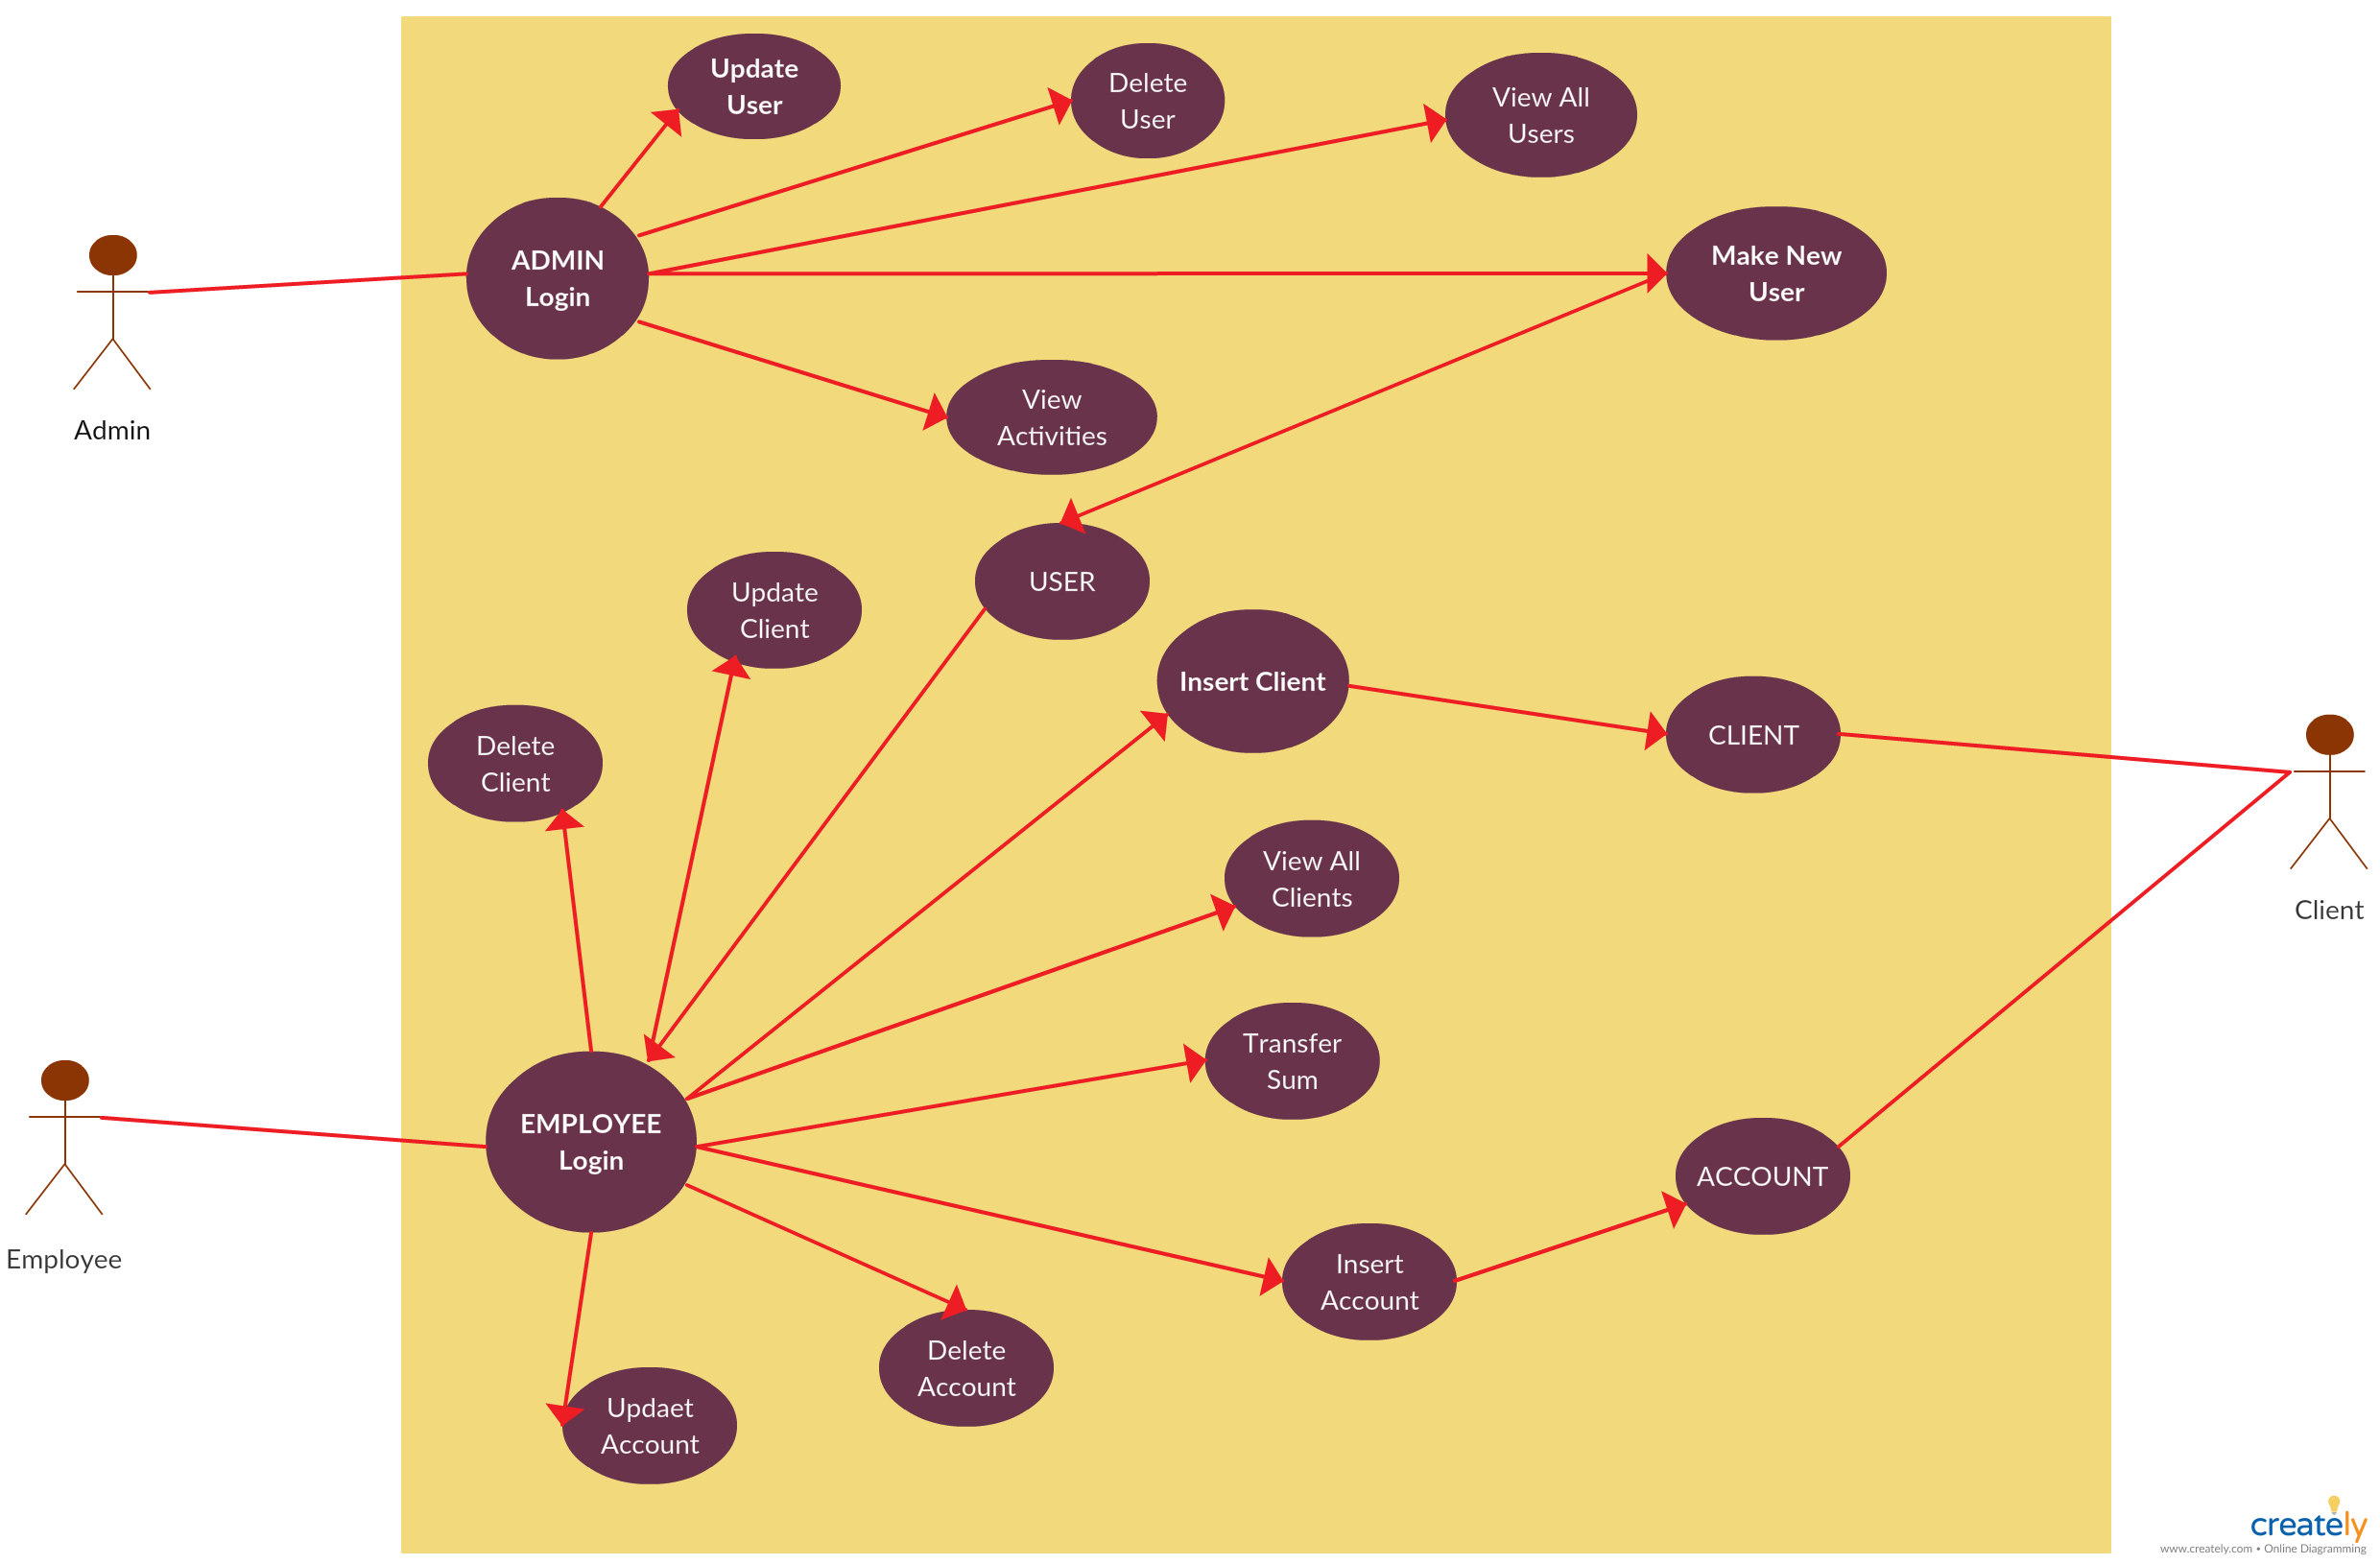 Update
User
Delete
User
View All
Users
ADMIN
Login
Make New
User
Admin
View
Activities
USER
Update
Client
Insert Client
Delete
Client
CLIENT
View All
Clients
Client
Transfer
Sum
EMPLOYEE
Login
ACCOUNT
Employee
Insert
Account
Delete
Account
Updaet
Account
creately
www.creately.com • Online Diagramming